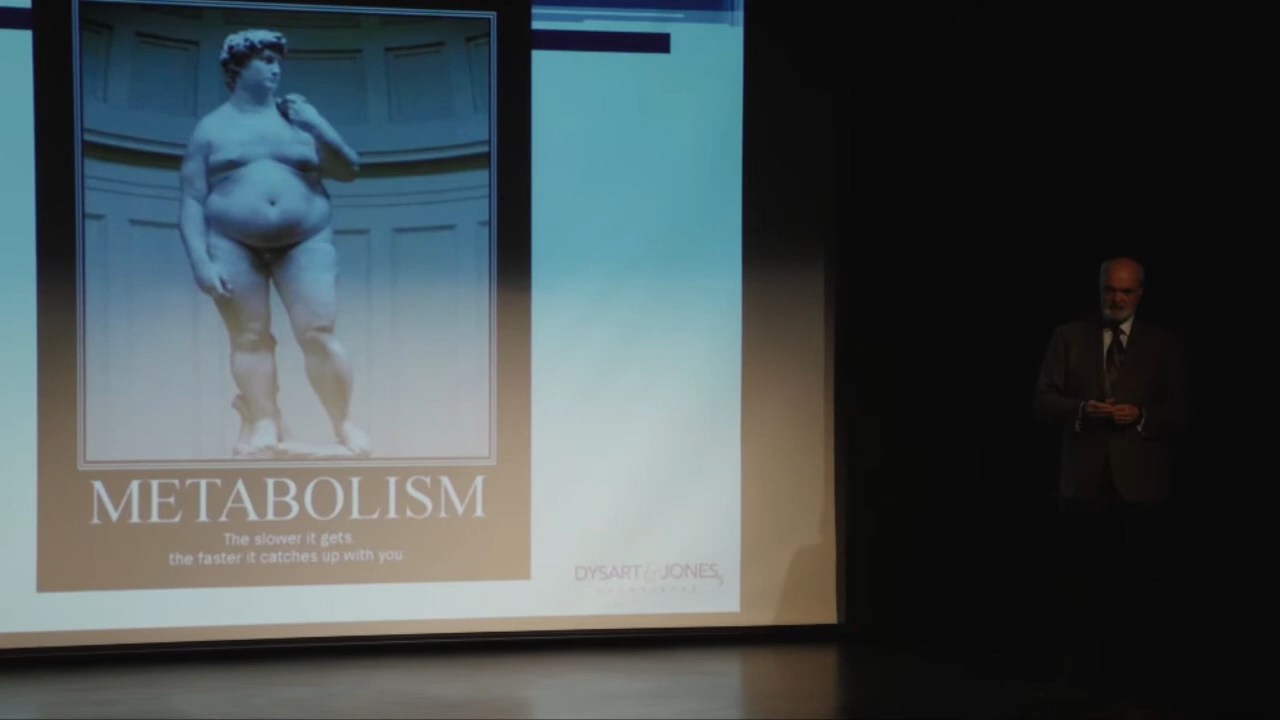 METABOLISM
The slower it gets.
the faster it catches up with you
DYSART & JONES